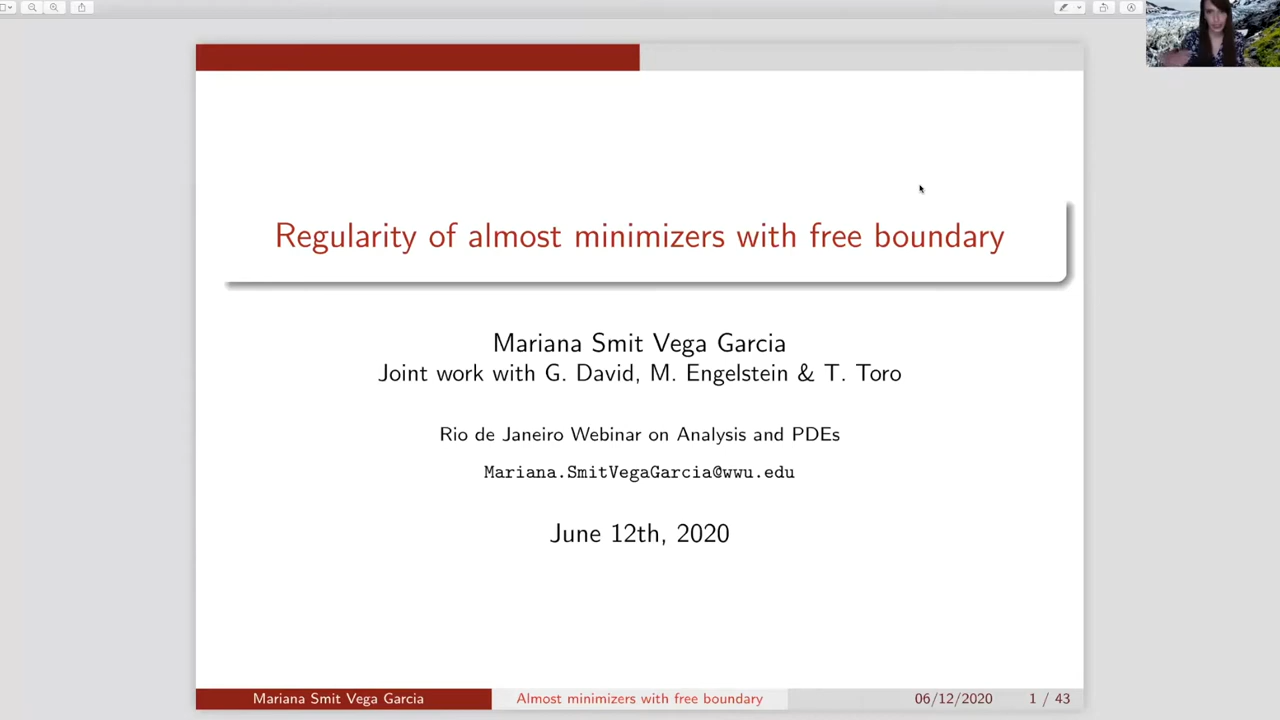 Regularity of almost minimizers with free boundary
Mariana Smit Vega Garcia
Joint work with G. David, M. Engelstein & T. Toro
Rio de Janeiro Webinar on Analysis and PDEs
Mariana.SmitVegaGarcia@wwu.edu
June 12th, 2020
Mariana Smit Vega Garcia Almost minimizers with free boundary 06/12/2020 1 / 43